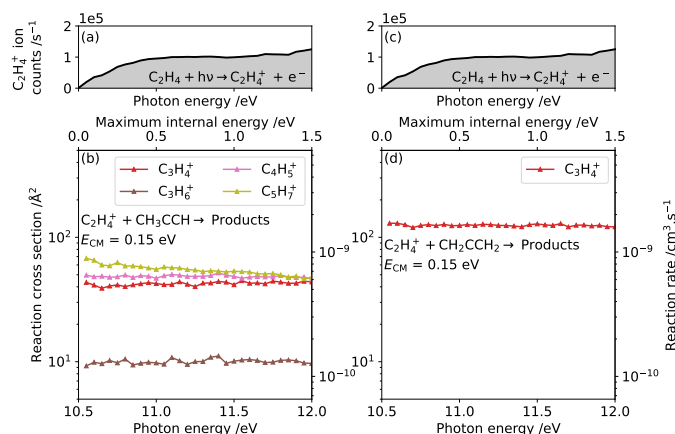 C₂H₄⁺ ion
counts /s⁻¹
1e5
2
1
0
(a)
C₂H₄ + hν → C₂H₄⁺ + e⁻
Photon energy /eV
1e5
2
1
0
(c)
C₂H₄ + hν → C₂H₄⁺ + e⁻
Photon energy /eV
Maximum internal energy /eV
0.0 0.5 1.0 1.5
Reaction cross section /Å²
10²
10¹
(b)
C₃H₄⁺ C₄H₅⁺
C₃H₆⁺ C₅H₇⁺
C₂H₄⁺ + CH₃CCH → Products
E_CM = 0.15 eV
10⁻⁹
10⁻¹⁰
10.5 11.0 11.5 12.0
Photon energy /eV
Maximum internal energy /eV
0.0 0.5 1.0 1.5
10²
10¹
(d)
C₃H₄⁺
C₂H₄⁺ + CH₂CCH₂ → Products
E_CM = 0.15 eV
10⁻⁹
10⁻¹⁰
Reaction rate /cm³.s⁻¹
10.5 11.0 11.5 12.0
Photon energy /eV